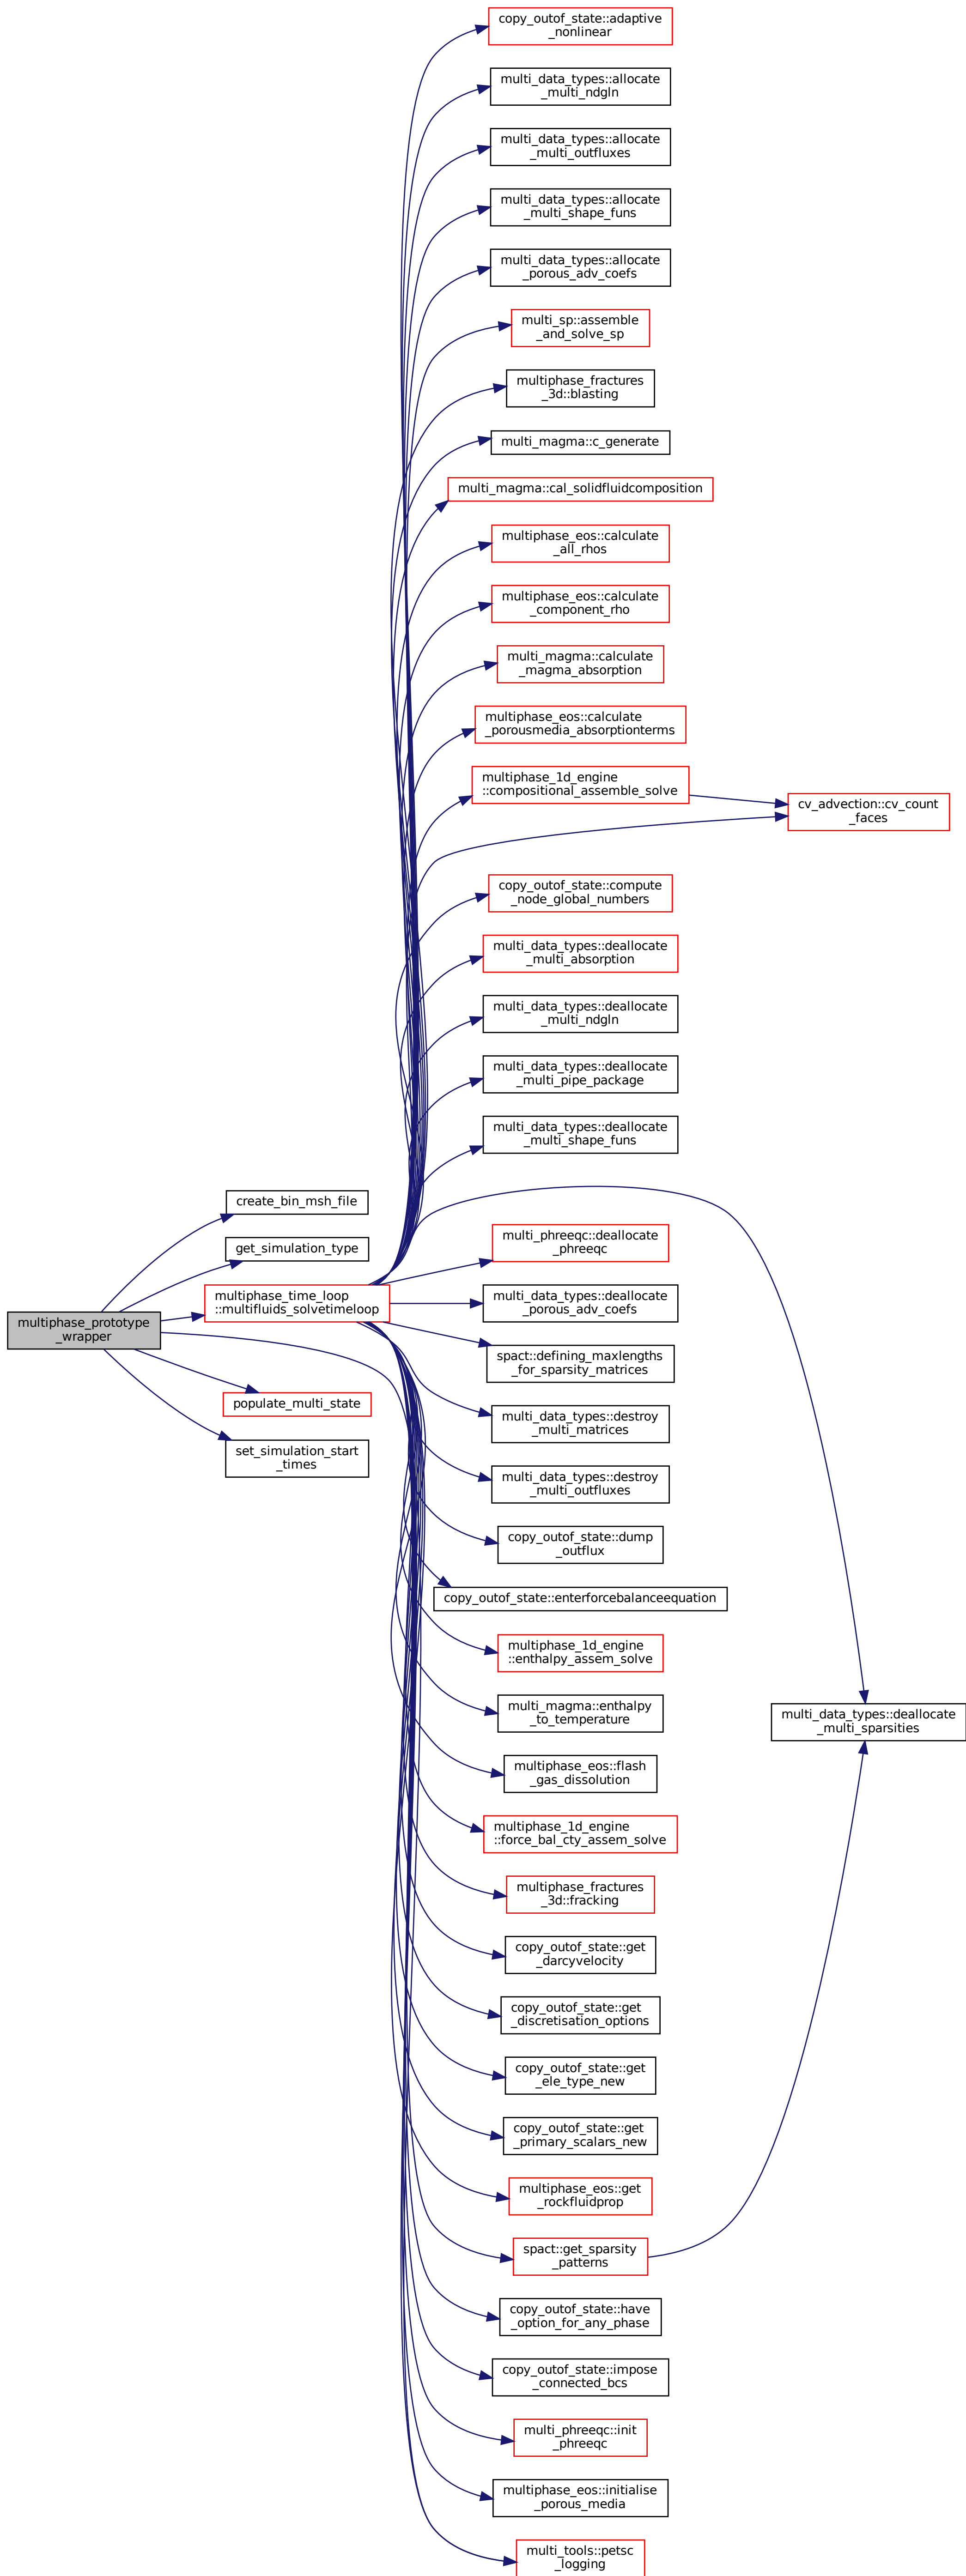 copy_outof_state::adaptive
_nonlinear
multi_data_types::allocate
_multi_ndgln
multi_data_types::allocate
_multi_outfluxes
multi_data_types::allocate
_multi_shape_funs
multi_data_types::allocate
_porous_adv_coefs
multi_sp::assemble
_and_solve_sp
multiphase_fractures
_3d::blasting
multi_magma::c_generate
multi_magma::cal_solidfluidcomposition
multiphase_eos::calculate
_all_rhos
multiphase_eos::calculate
_component_rho
multi_magma::calculate
_magma_absorption
multiphase_eos::calculate
_porousmedia_absorptionterms
multiphase_1d_engine
::compositional_assemble_solve
cv_advection::cv_count
_faces
copy_outof_state::compute
_node_global_numbers
multi_data_types::deallocate
_multi_absorption
multi_data_types::deallocate
_multi_ndgln
multi_data_types::deallocate
_multi_pipe_package
multi_data_types::deallocate
_multi_shape_funs
create_bin_msh_file
get_simulation_type
multi_phreeqc::deallocate
_phreeqc
multiphase_time_loop
::multifluids_solvetimeloop
multi_data_types::deallocate
_porous_adv_coefs
multiphase_prototype
_wrapper
spact::defining_maxlengths
_for_sparsity_matrices
populate_multi_state
multi_data_types::destroy
_multi_matrices
set_simulation_start
_times
multi_data_types::destroy
_multi_outfluxes
copy_outof_state::dump
_outflux
copy_outof_state::enterforcebalanceequation
multiphase_1d_engine
::enthalpy_assem_solve
multi_magma::enthalpy
_to_temperature
multi_data_types::deallocate
_multi_sparsities
multiphase_eos::flash
_gas_dissolution
multiphase_1d_engine
::force_bal_cty_assem_solve
multiphase_fractures
_3d::fracking
copy_outof_state::get
_darcyvelocity
copy_outof_state::get
_discretisation_options
copy_outof_state::get
_ele_type_new
copy_outof_state::get
_primary_scalars_new
multiphase_eos::get
_rockfluidprop
spact::get_sparsity
_patterns
copy_outof_state::have
_option_for_any_phase
copy_outof_state::impose
_connected_bcs
multi_phreeqc::init
_phreeqc
multiphase_eos::initialise
_porous_media
multi_tools::petsc
_logging